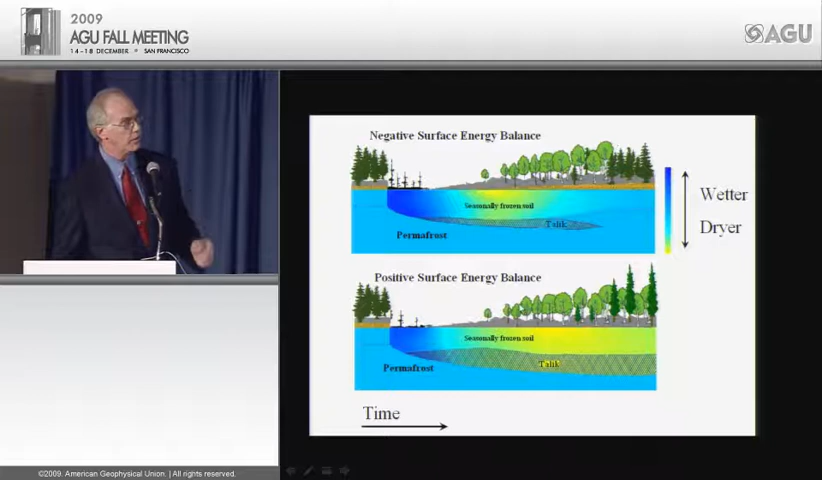 2009
AGU FALL MEETING
14 - 18 DECEMBER • SAN FRANCISCO
AGU
Negative Surface Energy Balance
Seasonally frozen soil
Talik
Permafrost
Wetter
Dryer
Positive Surface Energy Balance
Seasonally frozen soil
Talik
Permafrost
Time
©2009. American Geophysical Union. | All rights reserved.